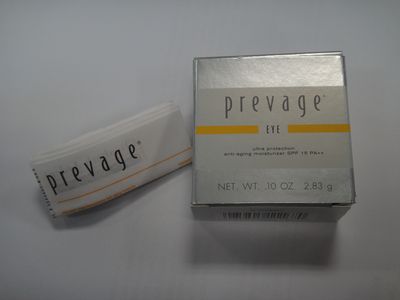 prevage®
prevage®
EYE
ultra protection
anti-aging moisturizer SPF 15 PA++
NET. WT. .10 OZ. 2.83 g